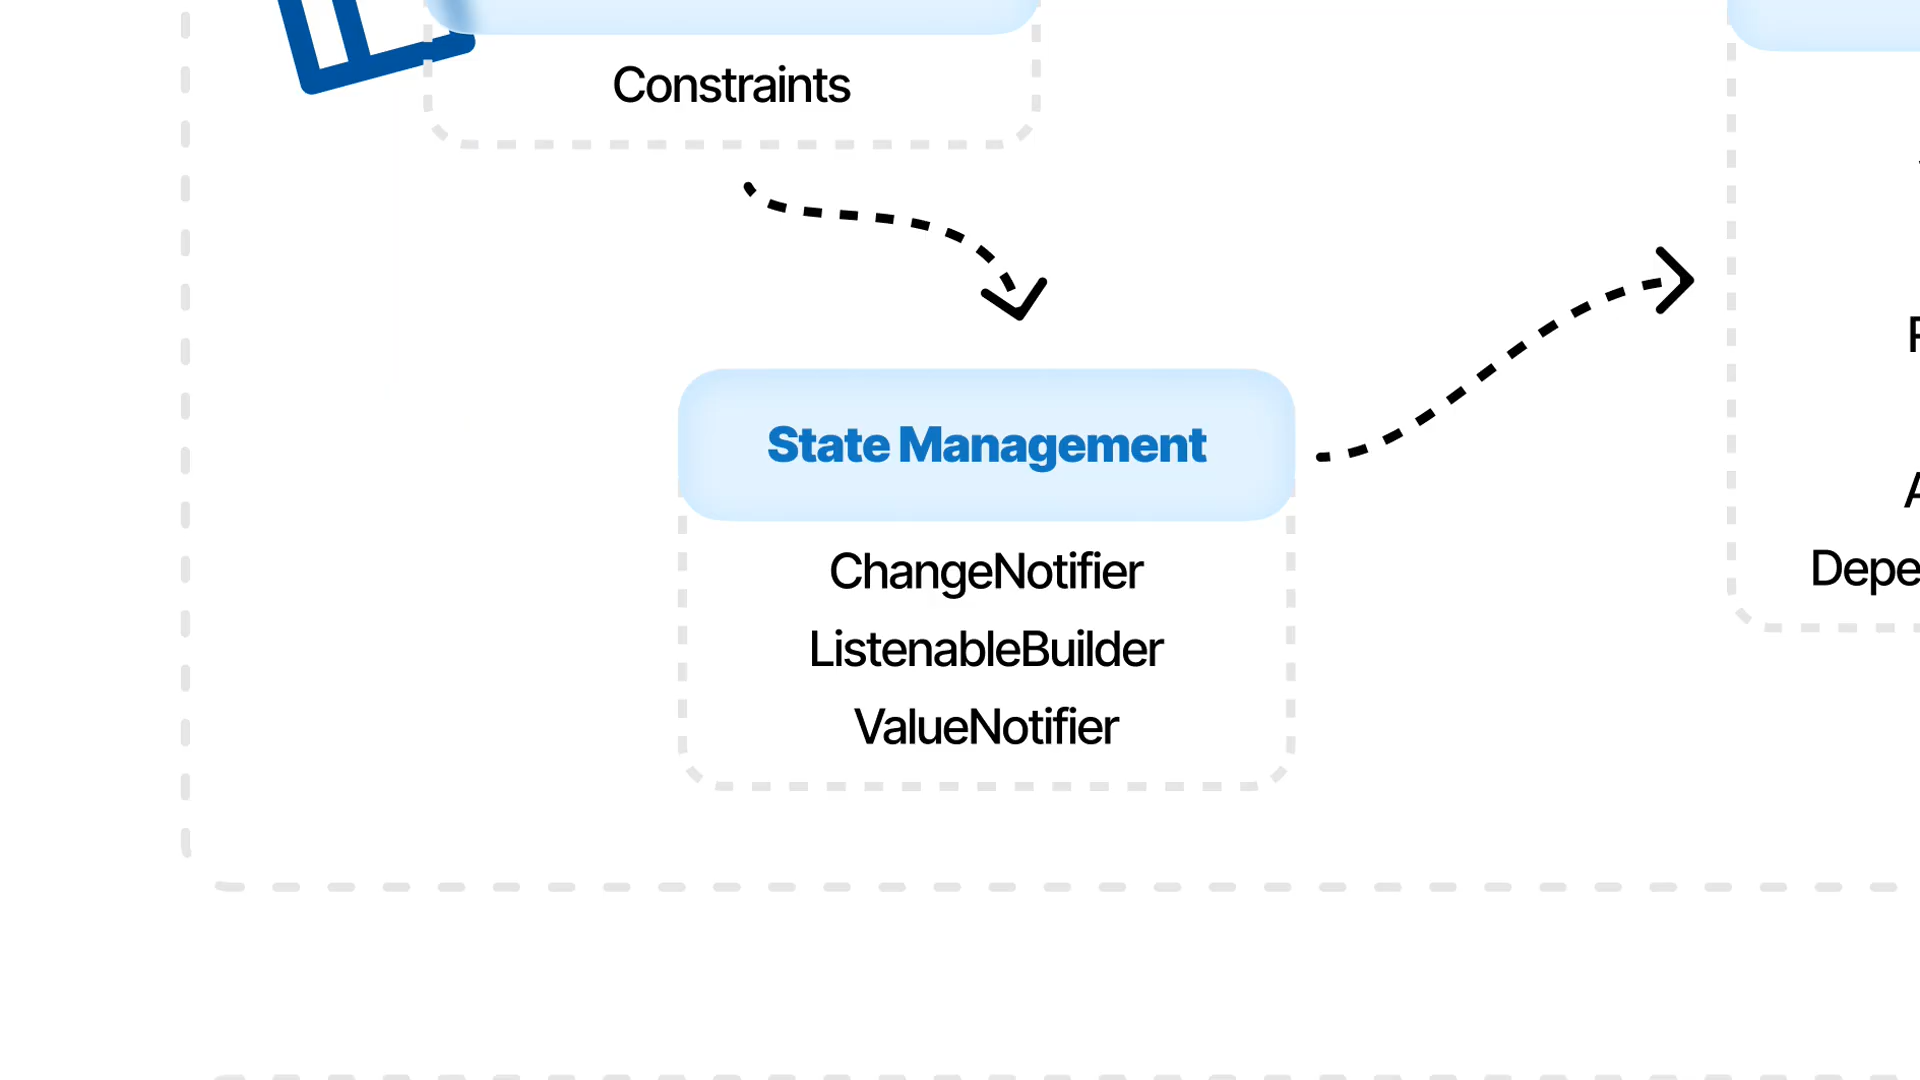 Constraints
State Management
ChangeNotifier
ListenableBuilder
ValueNotifier